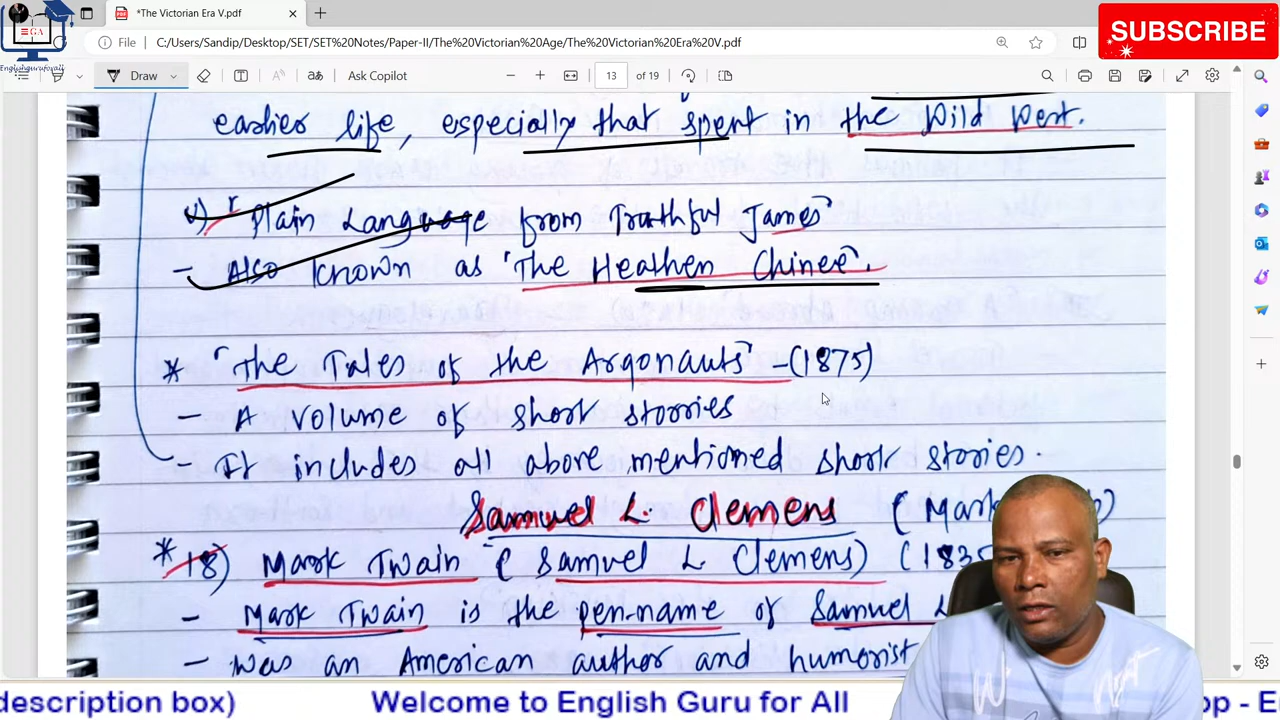 *The Victorian Era V.pdf
File
C:/Users/Sandip/Desktop/SET/SET%20Notes/Paper-II/The%20Victorian%20Age/The%20Victorian%20Era%20V.pdf
SUBSCRIBE
EGA
Englishguruforall
Draw
Ask Copilot
13 of 19
earlier life, especially that spent in the Wild West.
v) "Plain Language from Truthful James"
- Also known as "The Heathen Chinee".
* "The Tales of the Argonauts" - (1875)
- A volume of short stories
- It includes all above mentioned short stories.
Samuel L. Clemens (Mark
* 18) Mark Twain ( Samuel L Clemens) (1835
- Mark Twain is the pen-name of Samuel L
- Was an American author and humorist
description box) Welcome to English Guru for All